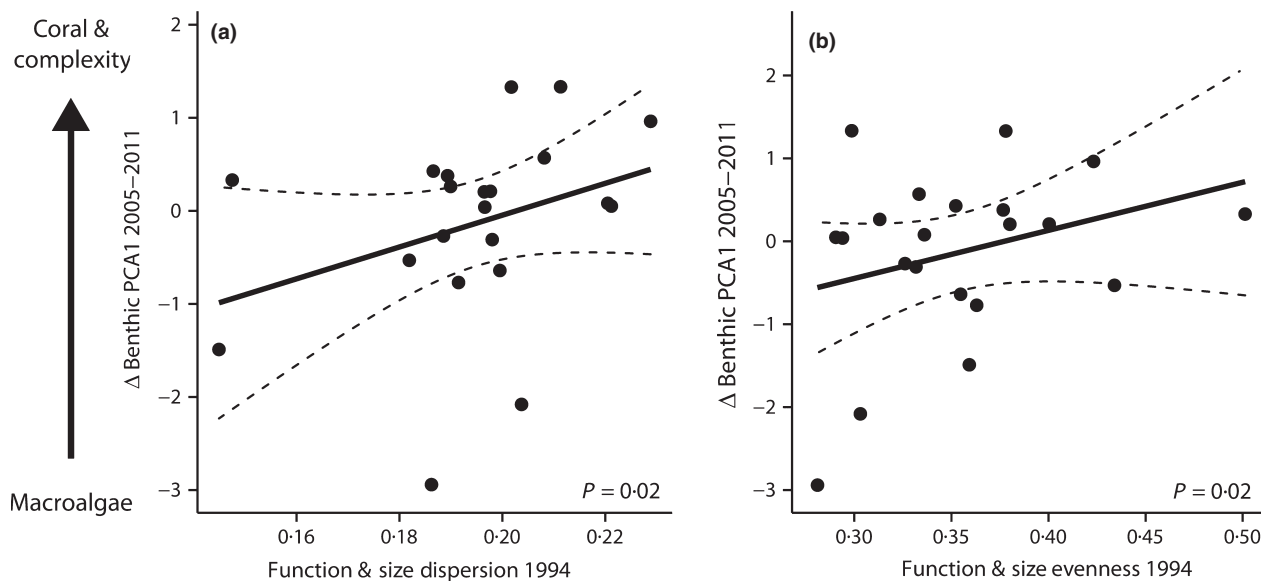 Coral &
complexity
Macroalgae
(a)
Δ Benthic PCA1 2005–2011
2
1
0
−1
−2
−3
P = 0·02
0·16 0·18 0·20 0·22
Function & size dispersion 1994
(b)
Δ Benthic PCA1 2005–2011
2
1
0
−1
−2
−3
P = 0·02
0·30 0·35 0·40 0·45 0·50
Function & size evenness 1994